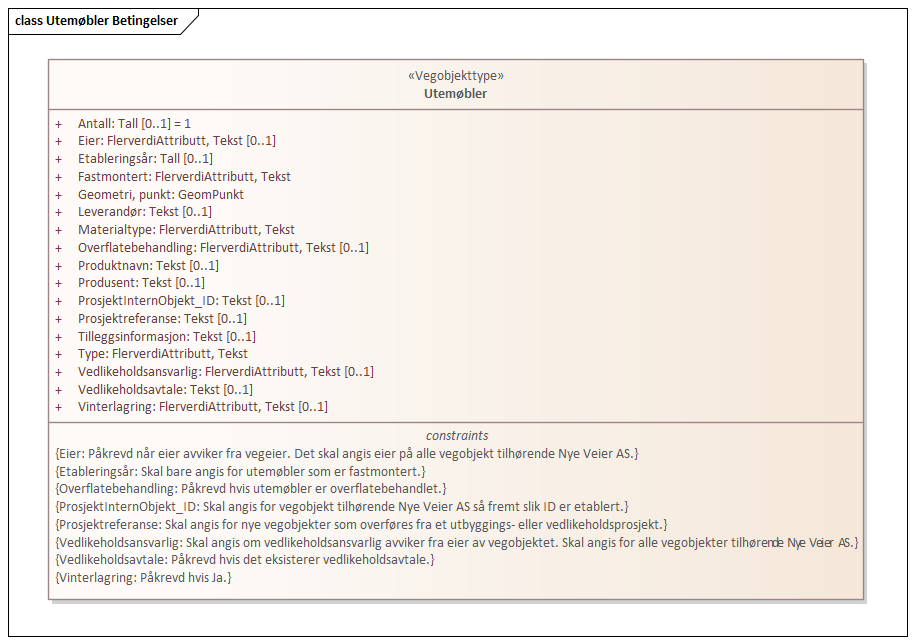 class Utemøbler Betingelser
«Vegobjekttype»
Utemøbler
+ Antall: Tall [0..1] = 1
+ Eier: FlerverdiAttributt, Tekst [0..1]
+ Etableringsår: Tall [0..1]
+ Fastmontert: FlerverdiAttributt, Tekst
+ Geometri, punkt: GeomPunkt
+ Leverandør: Tekst [0..1]
+ Materialtype: FlerverdiAttributt, Tekst
+ Overflatebehandling: FlerverdiAttributt, Tekst [0..1]
+ Produktnavn: Tekst [0..1]
+ Produsent: Tekst [0..1]
+ ProsjektInternObjekt_ID: Tekst [0..1]
+ Prosjektreferanse: Tekst [0..1]
+ Tilleggsinformasjon: Tekst [0..1]
+ Type: FlerverdiAttributt, Tekst
+ Vedlikeholdsansvarlig: FlerverdiAttributt, Tekst [0..1]
+ Vedlikeholdsavtale: Tekst [0..1]
+ Vinterlagring: FlerverdiAttributt, Tekst [0..1]
constraints
{Eier: Påkrevd når eier avviker fra vegeier. Det skal angis eier på alle vegobjekt tilhørende Nye Veier AS.}
{Etableringsår: Skal bare angis for utemøbler som er fastmontert.}
{Overflatebehandling: Påkrevd hvis utemøbler er overflatebehandlet.}
{ProsjektInternObjekt_ID: Skal angis for vegobjekt tilhørende Nye Veier AS så fremt slik ID er etablert.}
{Prosjektreferanse: Skal angis for nye vegobjekter som overføres fra et utbyggings- eller vedlikeholdsprosjekt.}
{Vedlikeholdsansvarlig: Skal angis om vedlikeholdsansvarlig avviker fra eier av vegobjektet. Skal angis for alle vegobjekter tilhørende Nye Veier AS.}
{Vedlikeholdsavtale: Påkrevd hvis det eksisterer vedlikeholdsavtale.}
{Vinterlagring: Påkrevd hvis Ja.}